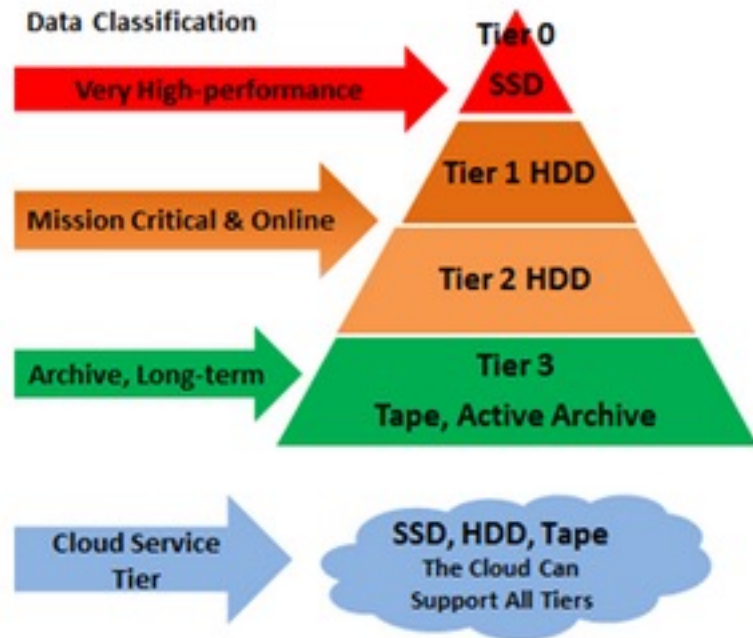 Data Classification
Tier 0
Very High-performance
SSD
Tier 1 HDD
Mission Critical & Online
Tier 2 HDD
Archive, Long-term
Tier 3
Tape, Active Archive
Cloud Service
Tier
SSD, HDD, Tape
The Cloud Can
Support All Tiers